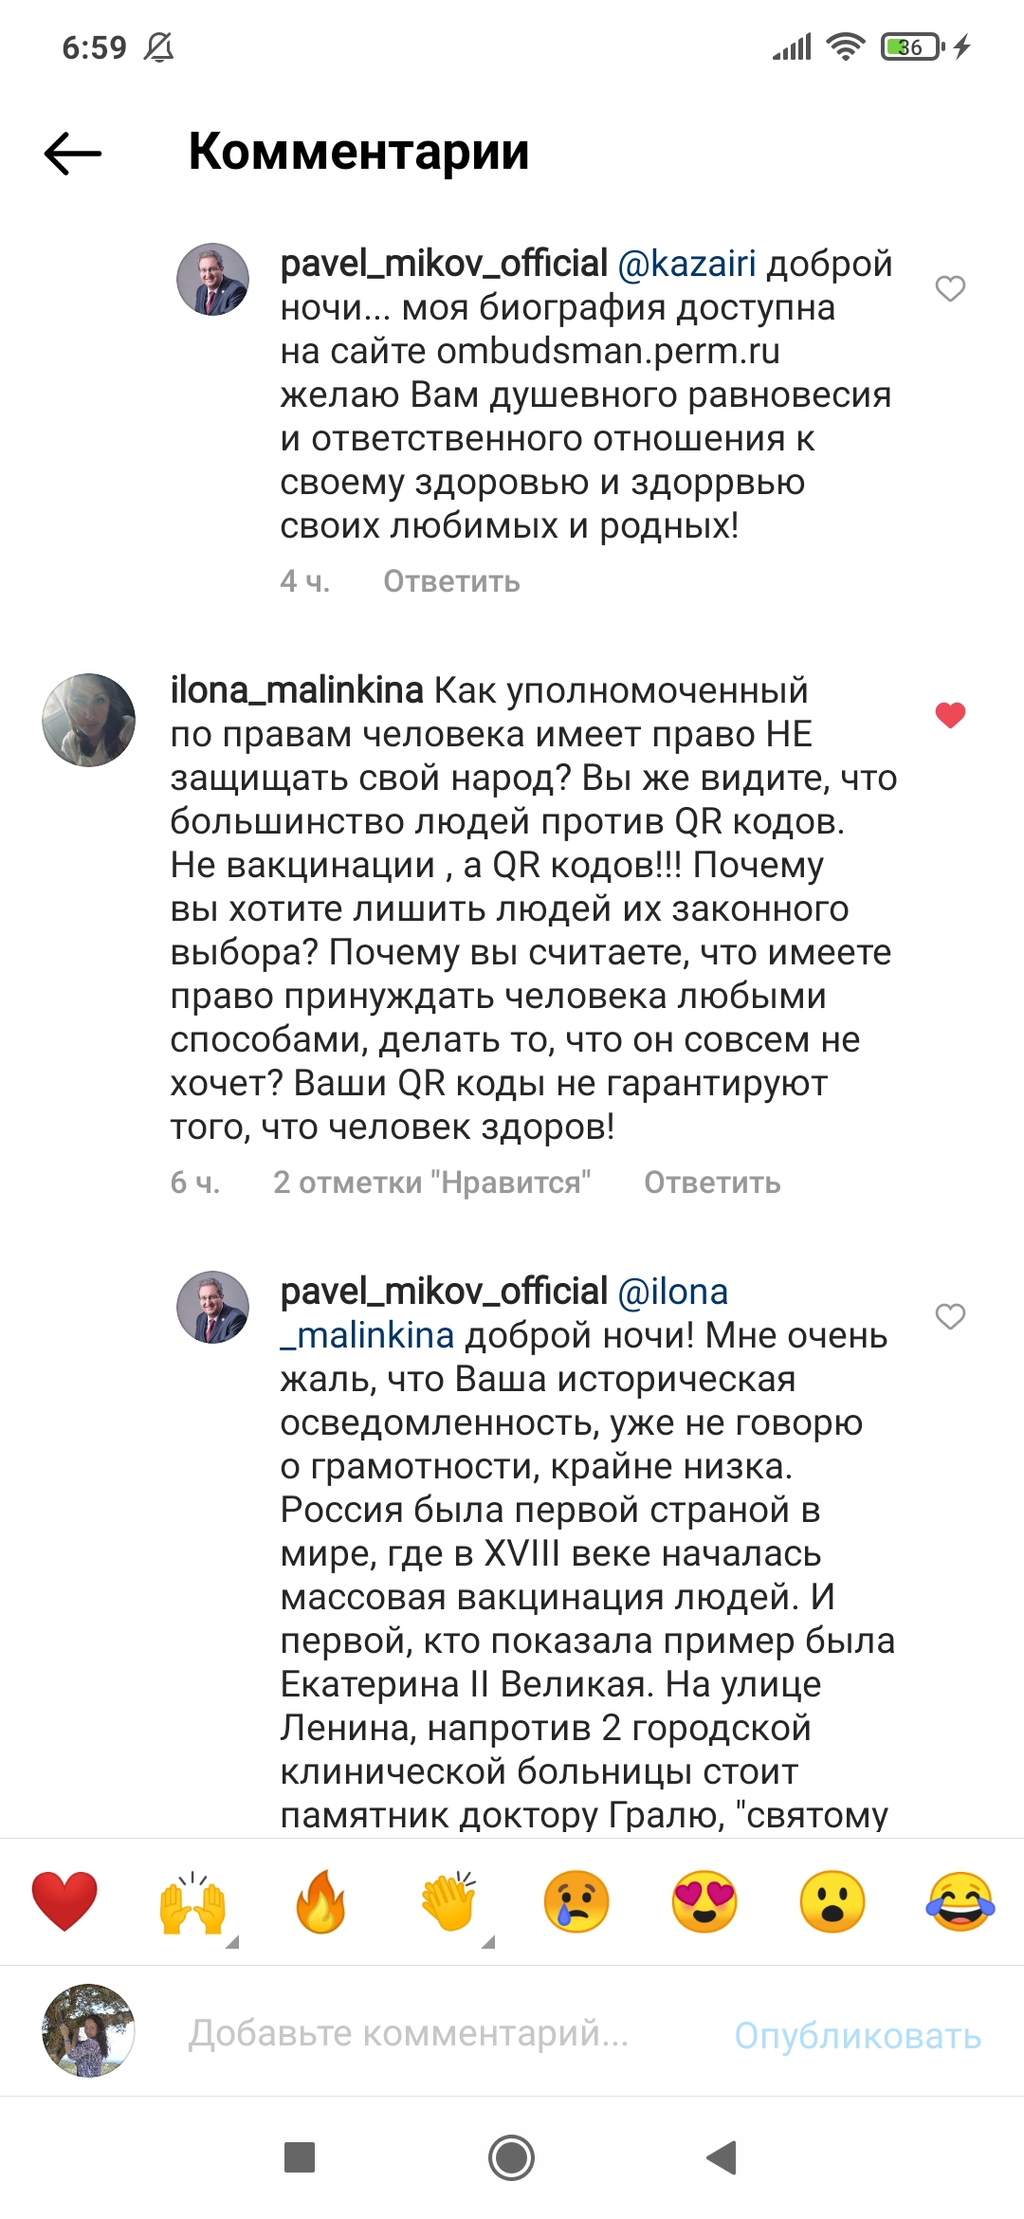 6:59
36
Комментарии
pavel_mikov_official @kazairi доброй
ночи... моя биография доступна
на сайте ombudsman.perm.ru
желаю Вам душевного равновесия
и ответственного отношения к
своему здоровью и здоррвью
своих любимых и родных!
4 ч. Ответить
ilona_malinkina Как уполномоченный
по правам человека имеет право НЕ
защищать свой народ? Вы же видите, что
большинство людей против QR кодов.
Не вакцинации , а QR кодов!!! Почему
вы хотите лишить людей их законного
выбора? Почему вы считаете, что имеете
право принуждать человека любыми
способами, делать то, что он совсем не
хочет? Ваши QR коды не гарантируют
того, что человек здоров!
6 ч. 2 отметки "Нравится" Ответить
pavel_mikov_official @ilona
_malinkina доброй ночи! Мне очень
жаль, что Ваша историческая
осведомленность, уже не говорю
о грамотности, крайне низка.
Россия была первой страной в
мире, где в XVIII веке началась
массовая вакцинация людей. И
первой, кто показала пример была
Екатерина II Великая. На улице
Ленина, напротив 2 городской
клинической больницы стоит
памятник доктору Гралю, "святому
Добавьте комментарий... Опубликовать